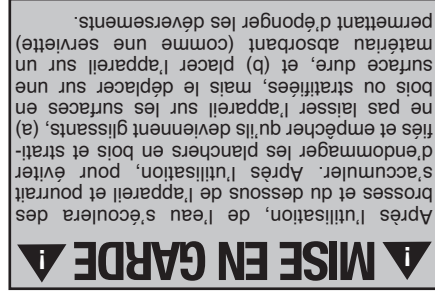 MISE EN GARDE
Après l'utilisation, de l'eau s'écoulera des
brosses et du dessous de l'appareil et pourrait
s'accumuler. Après l'utilisation, pour éviter
d'endommager les planchers en bois et strati-
fiés et empêcher qu'ils deviennent glissants, (a)
ne pas laisser l'appareil sur les surfaces en
bois ou stratifiées, mais le déplacer sur une
surface dure, et (b) placer l'appareil sur un
matériau absorbant (comme une serviette)
permettant d'éponger les déversements.